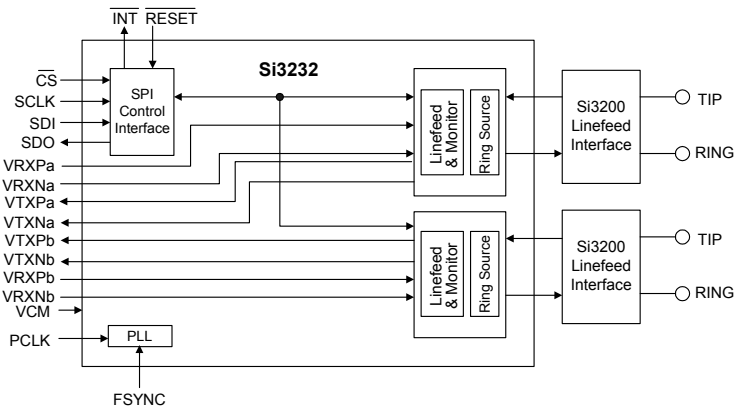 INT RESET
Si3232
CS
SCLK
SDI
SDO
VRXPa
VRXNa
VTXPa
VTXNa
VTXPb
VTXNb
VRXPb
VRXNb
VCM
PCLK
SPI
Control
Interface
PLL
FSYNC
Linefeed
& Monitor
Ring Source
Si3200
Linefeed
Interface
TIP
RING
Linefeed
& Monitor
Ring Source
Si3200
Linefeed
Interface
TIP
RING